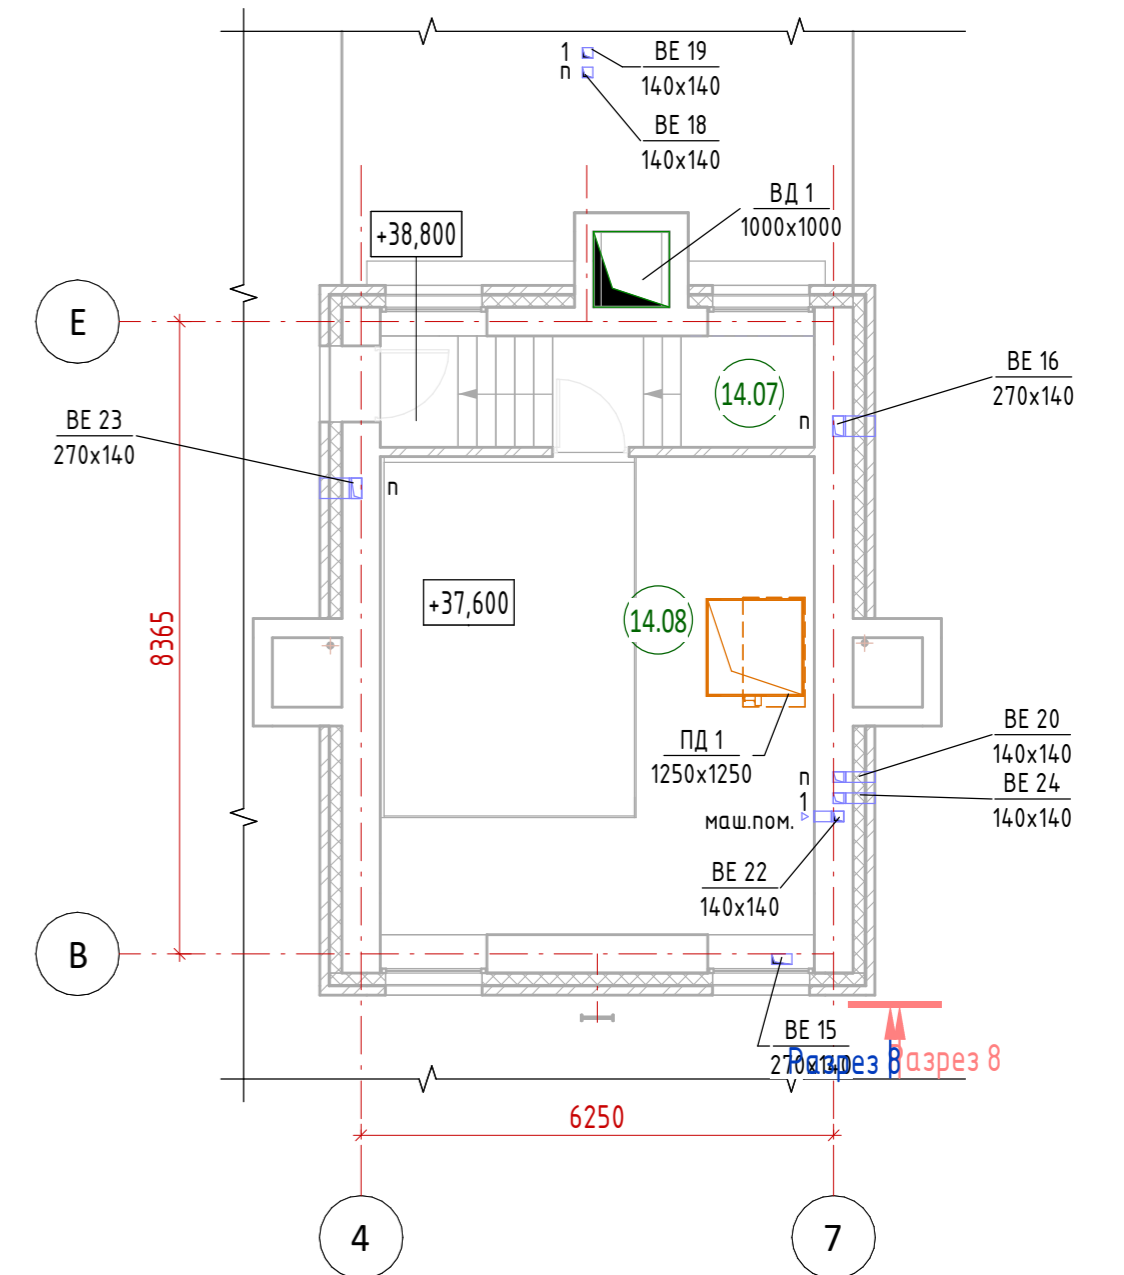 1
ВЕ 19
140х140
п
ВЕ 18
140х140
ВД 1
1000х1000
+38,800
Е
14.07
ВЕ 16
270х140
п
ВЕ 23
270х140
п
+37,600
14.08
8365
ПД 1
1250х1250
ВЕ 20
140х140
п
ВЕ 24
140х140
1
маш.пом.
ВЕ 22
140х140
В
ВЕ 15
270х140
Разрез 8
Разрез 8
6250
4
7